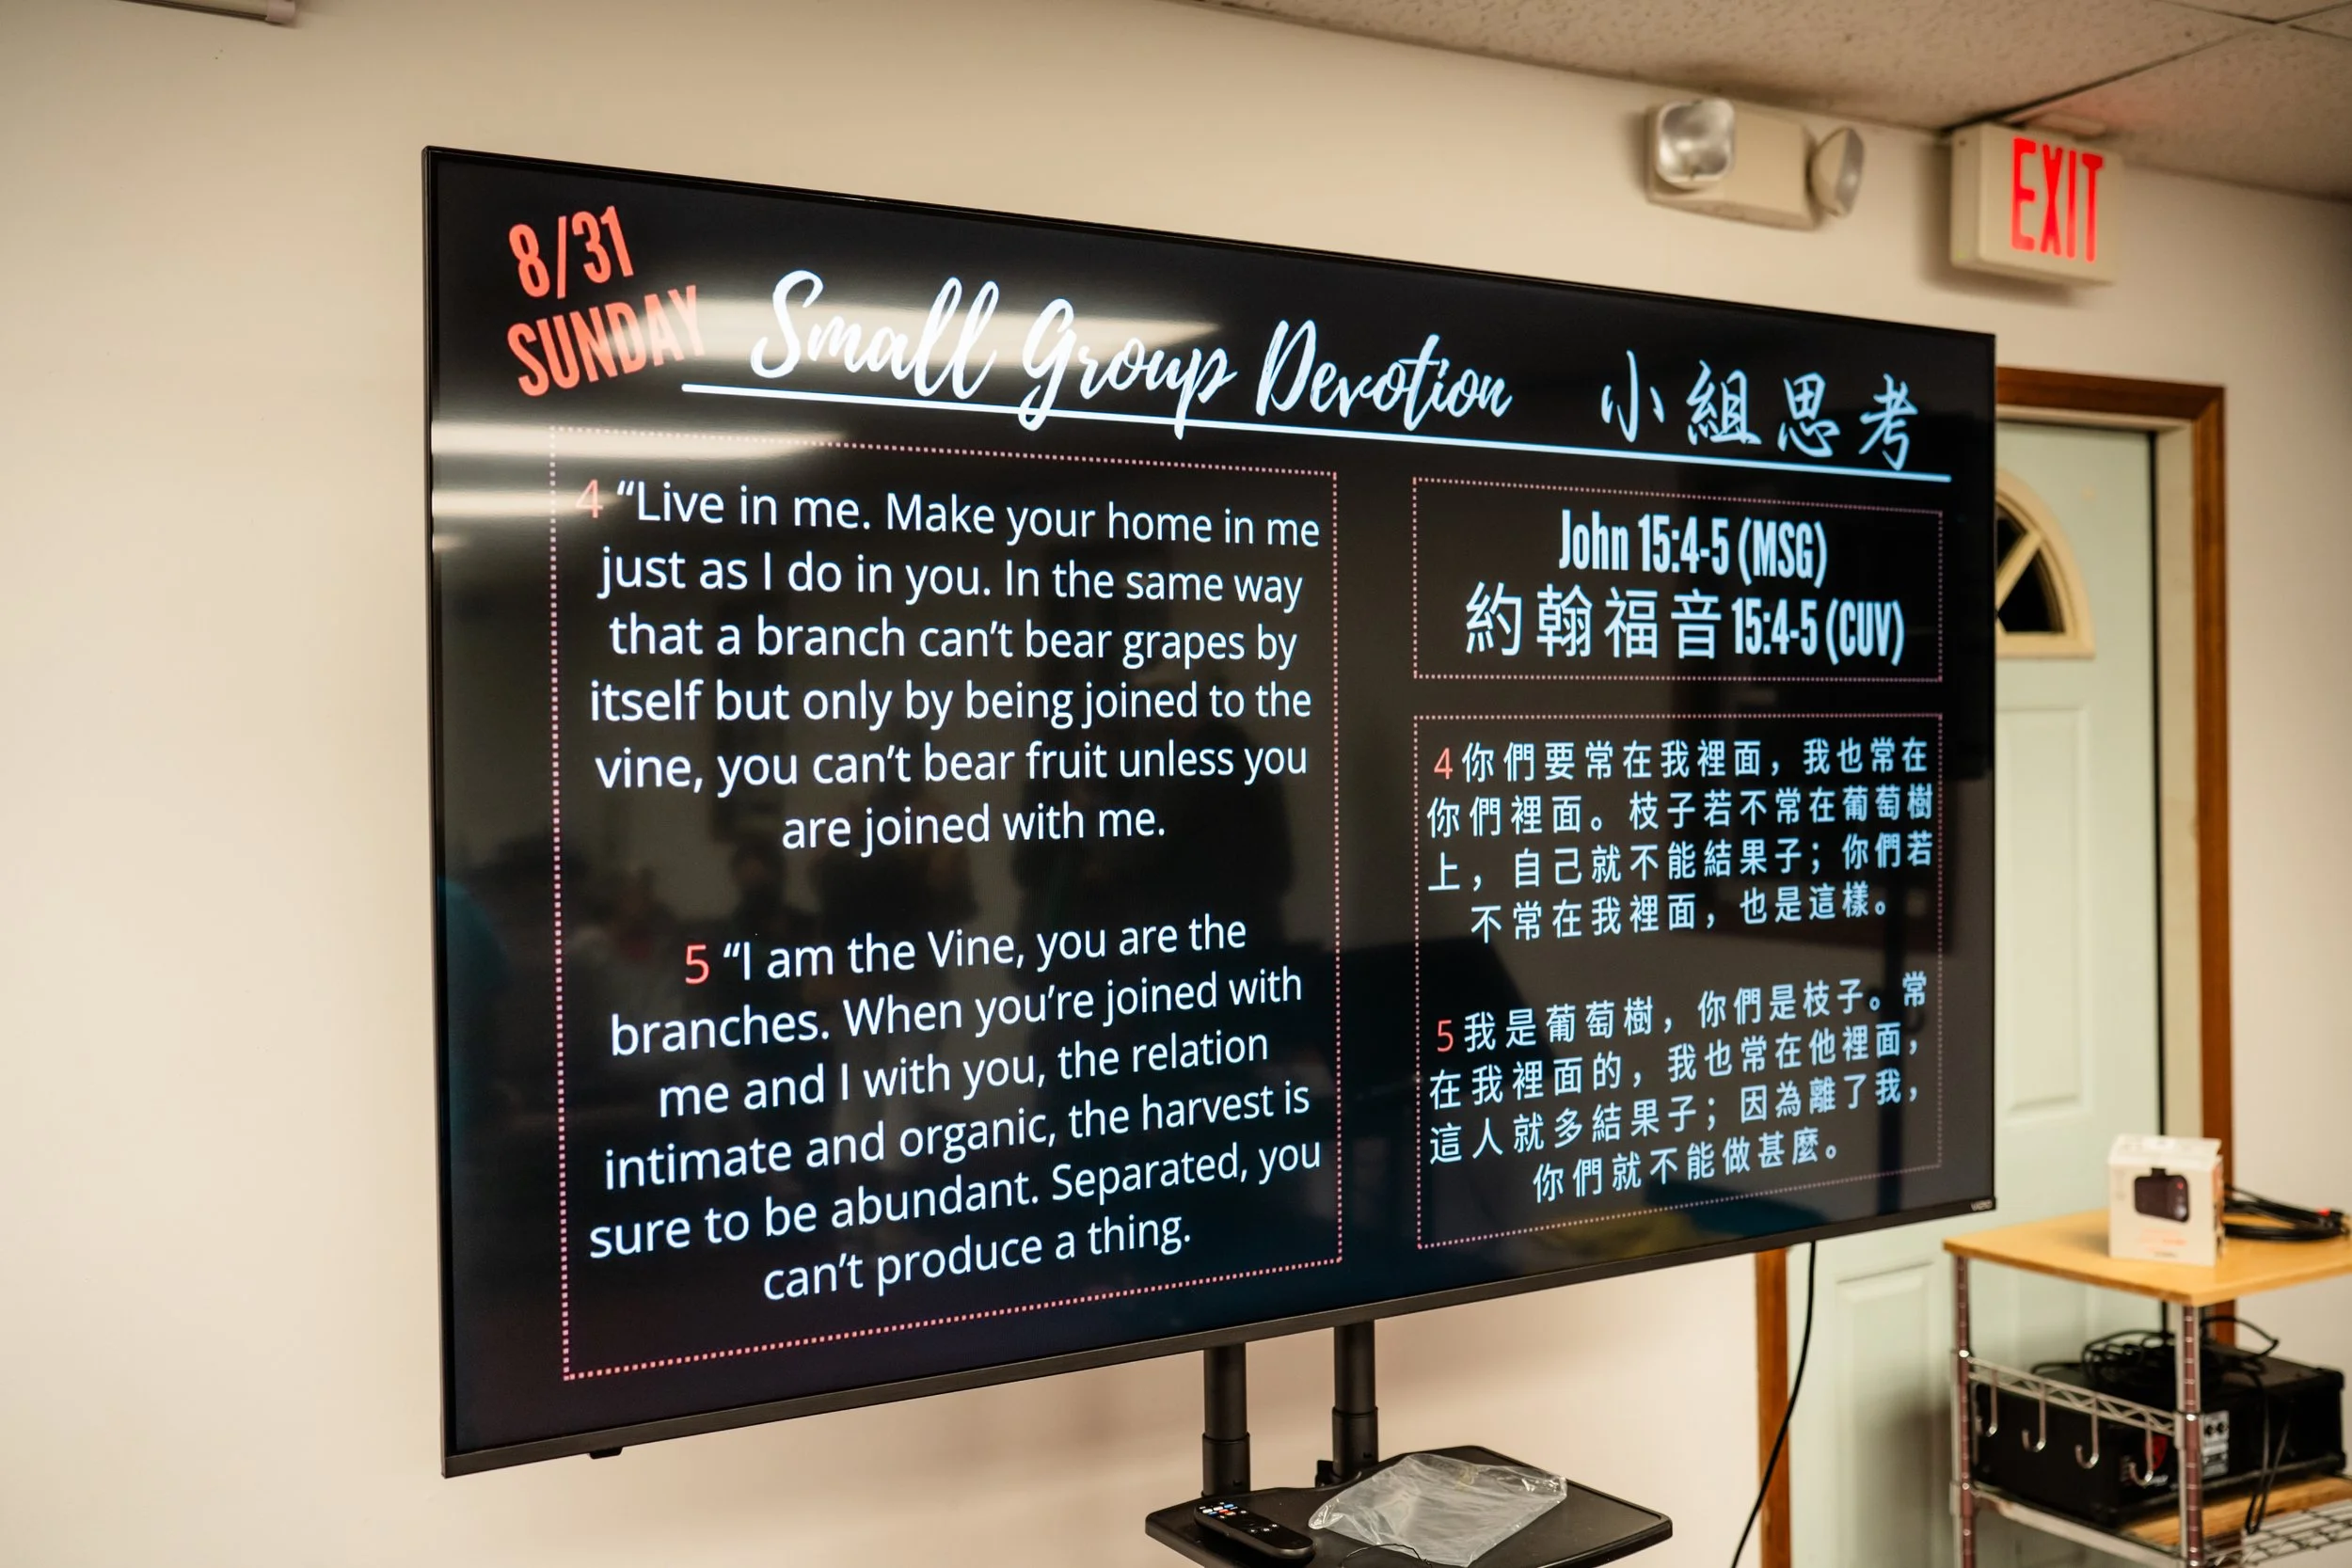 8/31
SUNDAY
Small Group Devotion 小組思考
4 “Live in me. Make your home in me
just as I do in you. In the same way
that a branch can’t bear grapes by
itself but only by being joined to the
vine, you can’t bear fruit unless you
are joined with me.
5 “I am the Vine, you are the
branches. When you’re joined with
me and I with you, the relation
intimate and organic, the harvest is
sure to be abundant. Separated, you
can’t produce a thing.
John 15:4-5 (MSG)
約翰福音 15:4-5 (CUV)
4 你們要常在我裡面，我也常在
你們裡面。枝子若不常在葡萄樹
上，自己就不能結果子；你們若
不常在我裡面，也是這樣。
5 我是葡萄樹，你們是枝子。常
在我裡面的，我也常在他裡面，
這人就多結果子；因為離了我，
你們就不能做甚麼。
VIZIO
EXIT